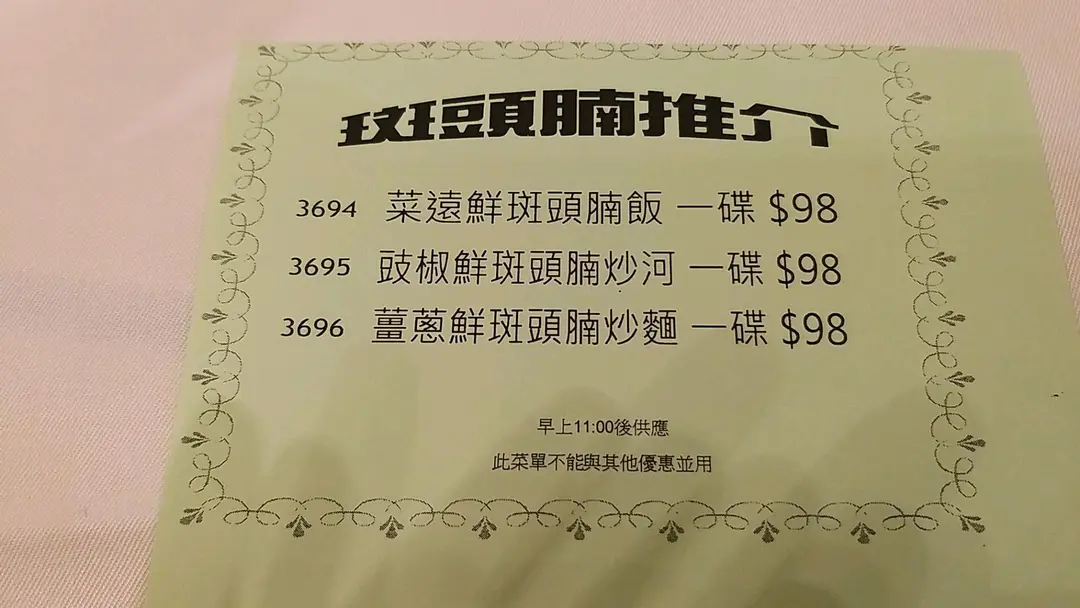 斑頭腩推介
3694 菜遠鮮斑頭腩飯 一碟 $98
3695 豉椒鮮斑頭腩炒河 一碟 $98
3696 薑蔥鮮斑頭腩炒麵 一碟 $98
早上11:00後供應
此菜單不能與其他優惠並用